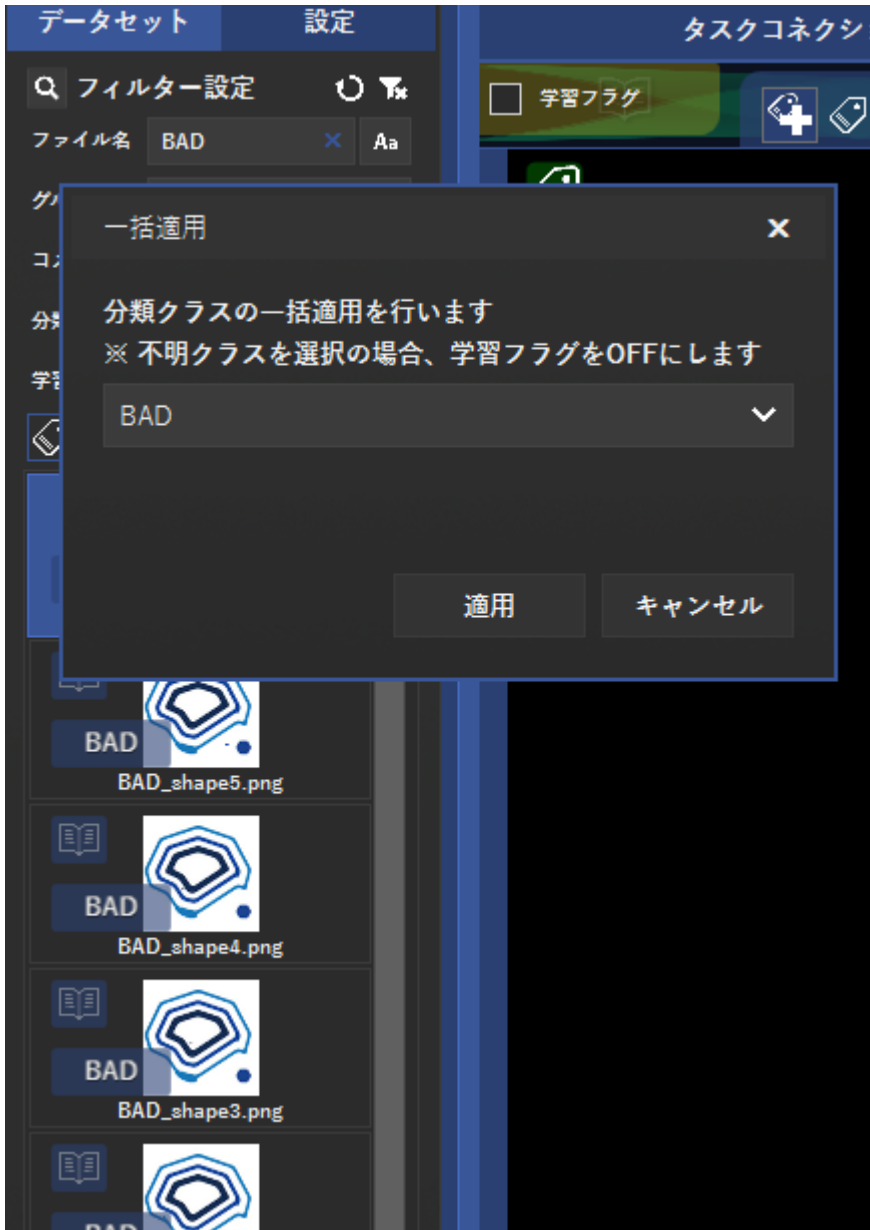 データセット
設定
タスクコネクシ
フィルター設定
学習フラグ
ファイル名
BAD
Aa
一括適用
分類クラスの一括適用を行います
※ 不明クラスを選択の場合、学習フラグをOFFにします
BAD
適用
キャンセル
BAD
BAD_shape5.png
BAD
BAD_shape4.png
BAD
BAD_shape3.png
BAD